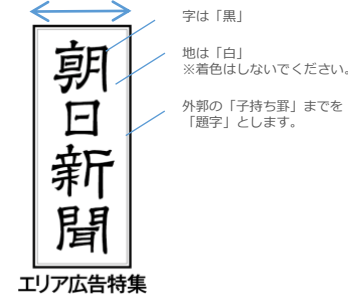 朝日新聞
エリア広告特集
字は「黒」
地は「白」
※着色はしないでください。
外郭の「子持ち罫」までを
「題字」とします。